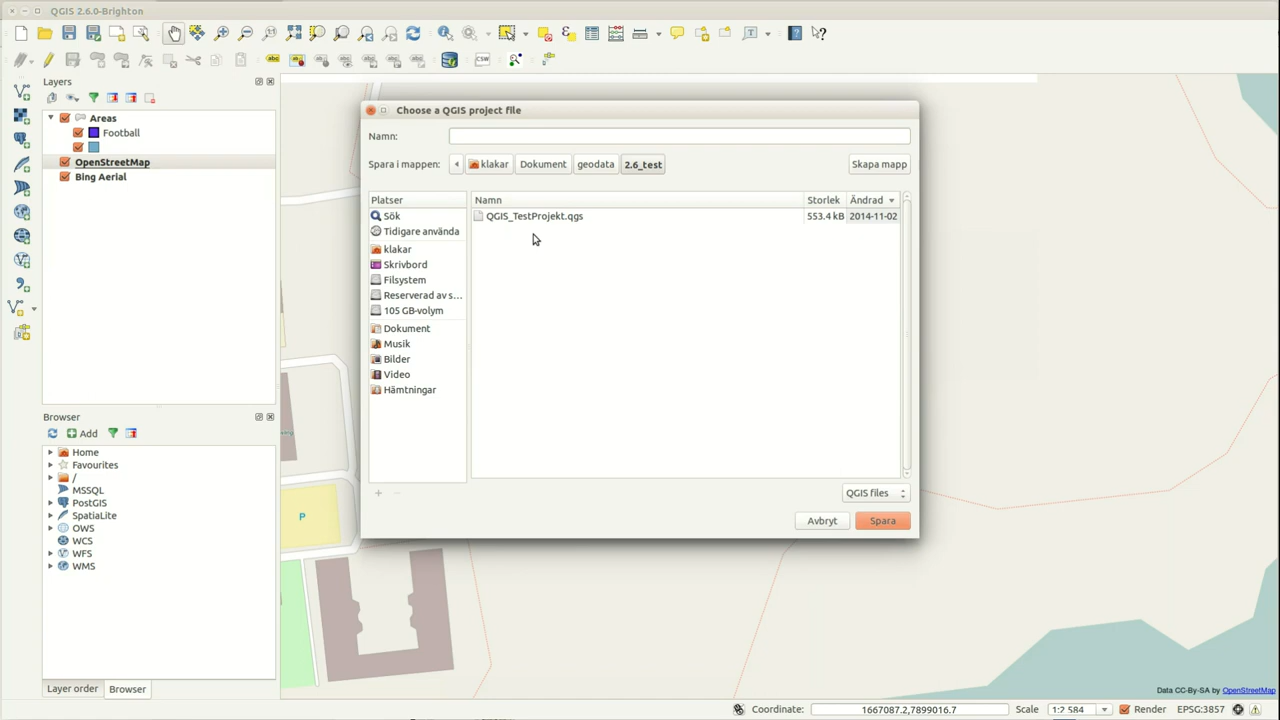 QGIS 2.6.0-Brighton
CSW
Layers
Areas
Football
OpenStreetMap
Bing Aerial
Choose a QGIS project file
Namn:
Spara i mappen:
klakar
Dokument
geodata
2.6_test
Skapa mapp
Platser
Sök
Tidigare använda
klakar
Skrivbord
Filsystem
Reserverad av s...
105 GB-volym
Dokument
Musik
Bilder
Video
Hämtningar
Namn
Storlek
Ändrad
QGIS_TestProjekt.qgs
553.4 kB
2014-11-02
QGIS files
Avbryt
Spara
Browser
Add
Home
Favourites
/
MSSQL
PostGIS
SpatiaLite
OWS
WCS
WFS
WMS
P
Layer order
Browser
Data CC-By-SA by OpenStreetMap
Coordinate:
1667087.2,7899016.7
Scale
1:2 584
Render
EPSG:3857